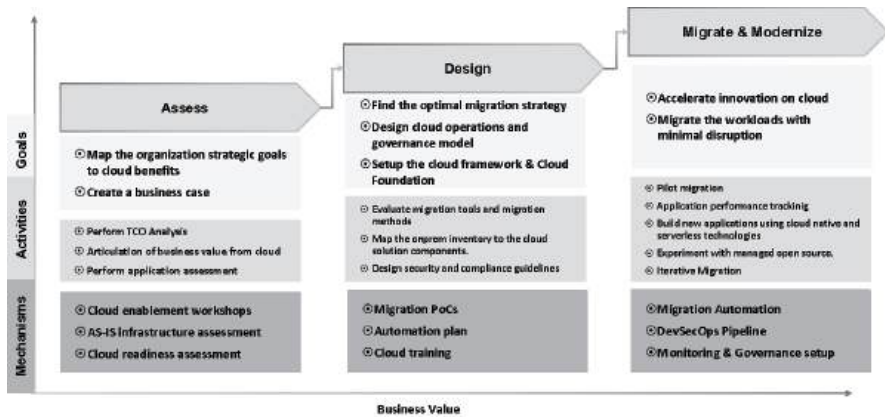 Migrate & Modernize
Design
Assess
Goals
Activities
Mechanisms
Map the organization strategic goals
to cloud benefits
Create a business case
Perform TCO Analysis
Articulation of business value from cloud
Perform application assessment
Cloud enablement workshops
AS-IS infrastructure assessment
Cloud readiness assessment
Find the optimal migration strategy
Design cloud operations and
governance model
Setup the cloud framework & Cloud
Foundation
Evaluate migration tools and migration
methods
Map the onprem inventory to the cloud
solution components.
Design security and compliance guidelines
Migration PoCs
Automation plan
Cloud training
Accelerate innovation on cloud
Migrate the workloads with
minimal disruption
Pilot migration
Application performance tracking
Build new applications using cloud native and
serverless technologies
Experiment with managed open source.
Iterative Migration
Migration Automation
DevSecOps Pipeline
Monitoring & Governance setup
Business Value